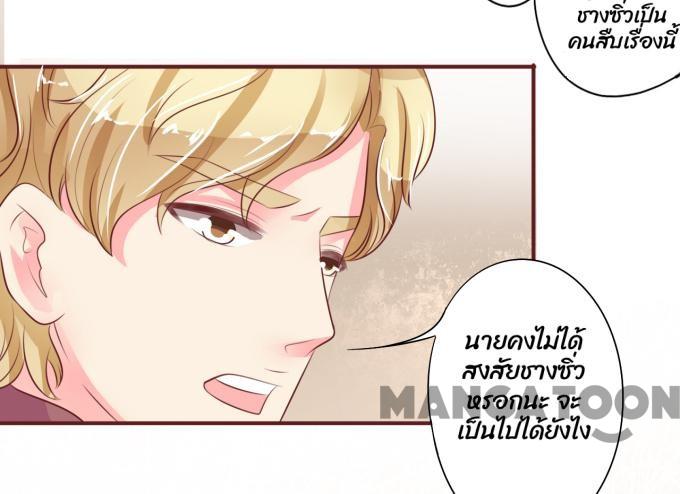 ชางซิ่วเป็น
คนสืบเรื่องนี้
นายคงไม่ได้
สงสัยชางซิ่ว
หรอกนะ จะ
เป็นไปได้ยังไง
MANGATOON